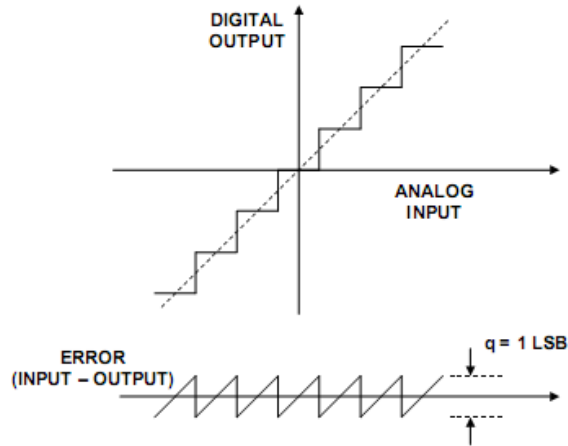 DIGITAL
OUTPUT
ANALOG
INPUT
q = 1 LSB
ERROR
(INPUT – OUTPUT)